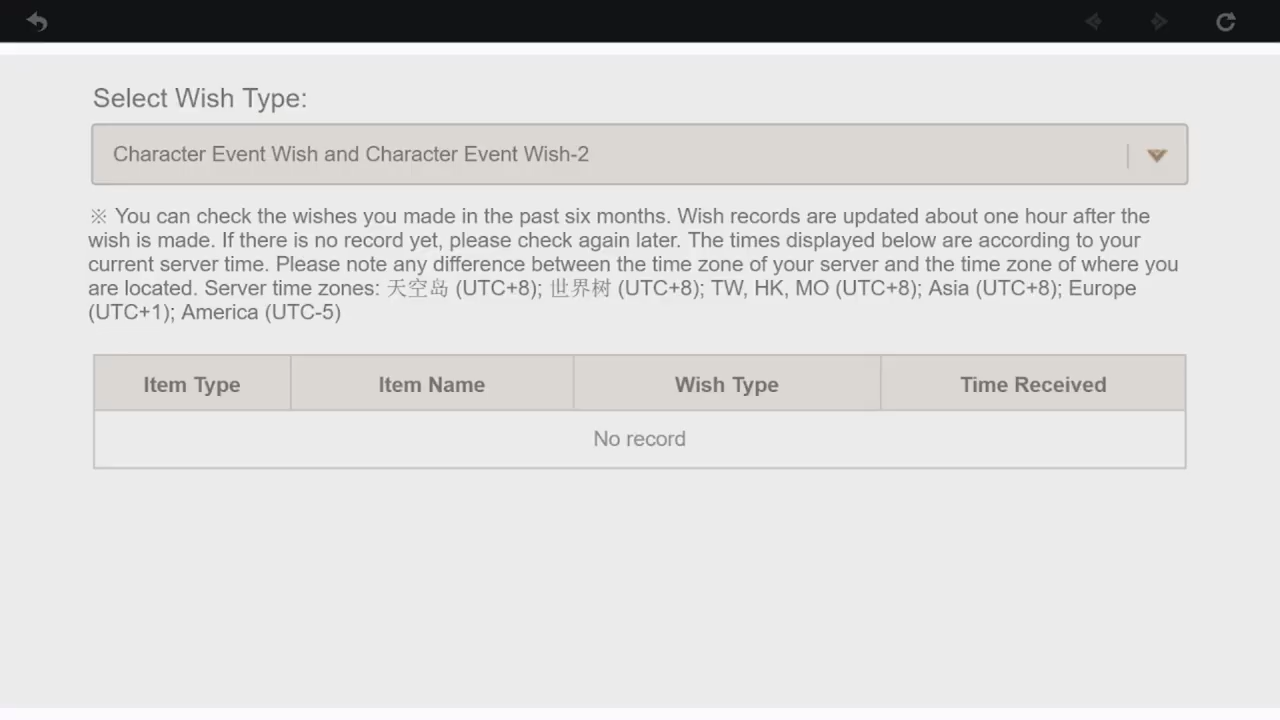 Select Wish Type:
Character Event Wish and Character Event Wish-2
※ You can check the wishes you made in the past six months. Wish records are updated about one hour after the
wish is made. If there is no record yet, please check again later. The times displayed below are according to your
current server time. Please note any difference between the time zone of your server and the time zone of where you
are located. Server time zones: 天空岛 (UTC+8); 世界树 (UTC+8); TW, HK, MO (UTC+8); Asia (UTC+8); Europe
(UTC+1); America (UTC-5)
Item Type Item Name Wish Type Time Received
No record